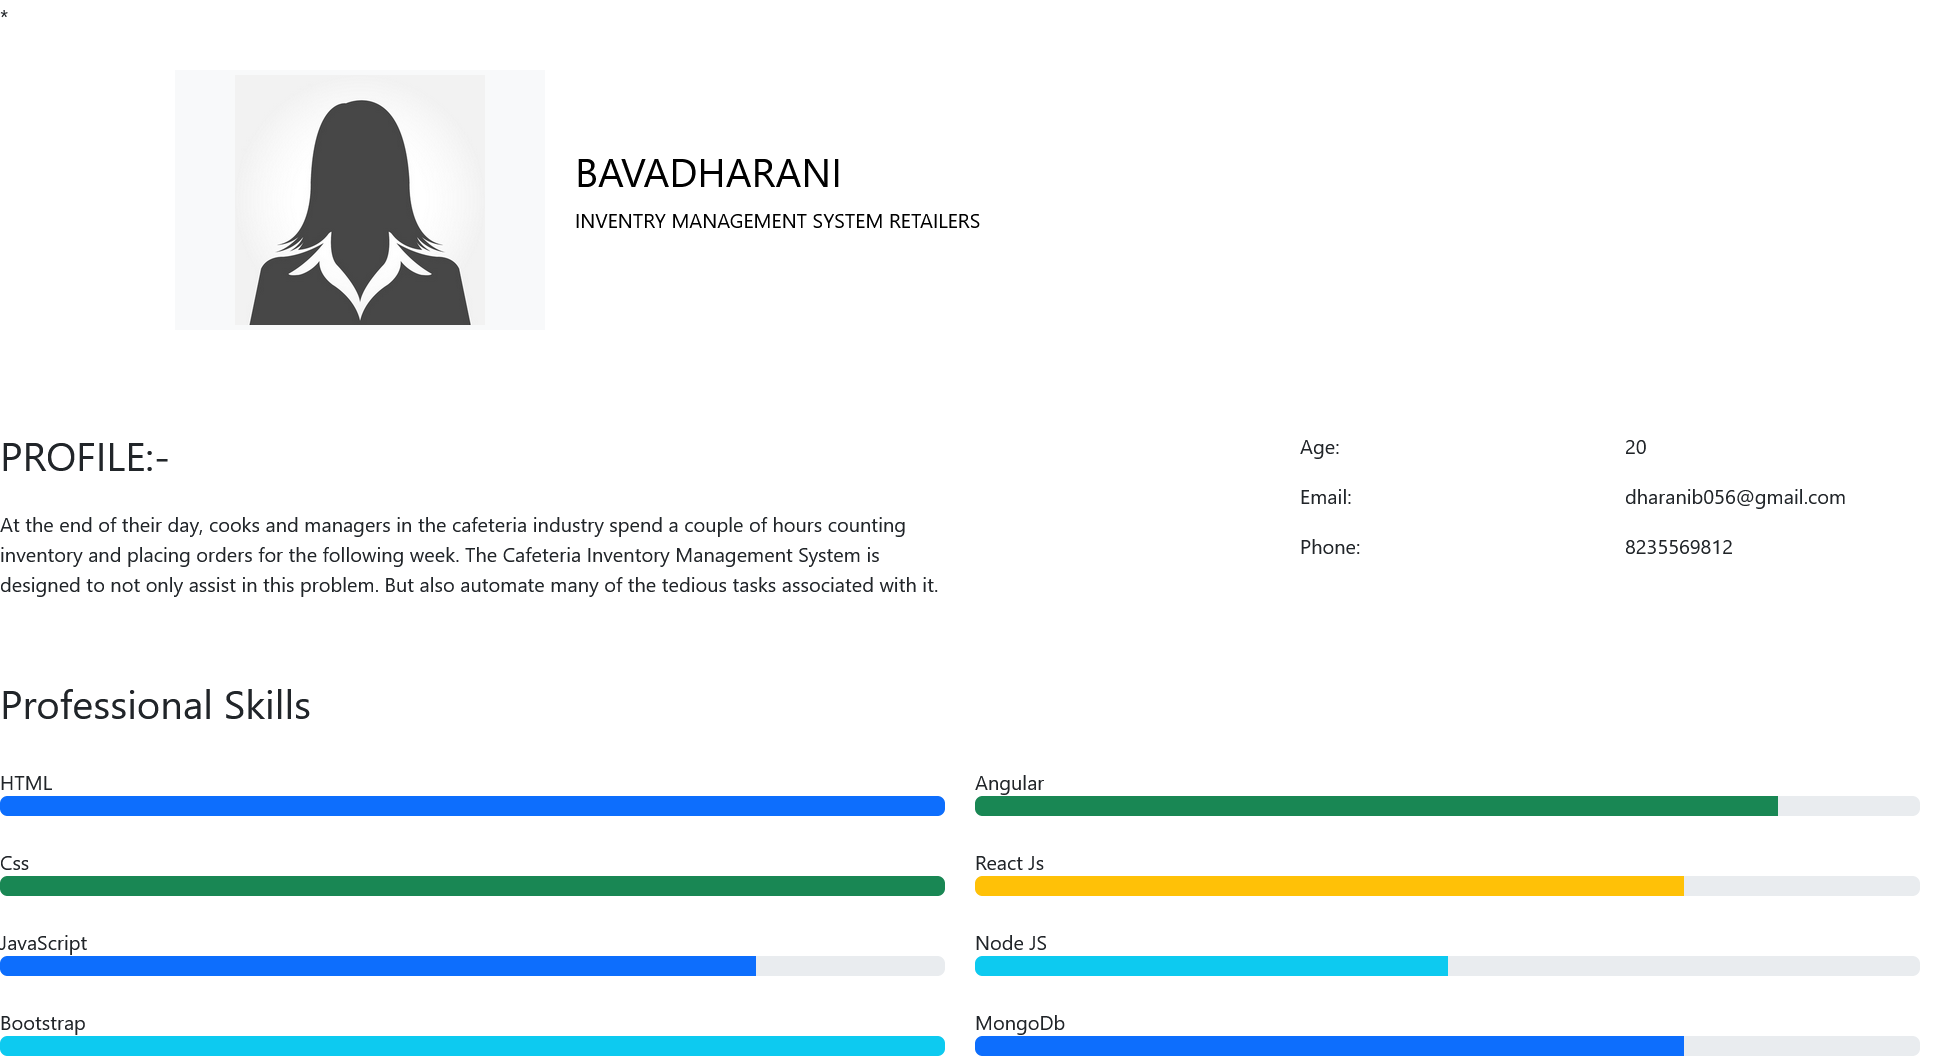 *
BAVADHARANI
INVENTRY MANAGEMENT SYSTEM RETAILERS
PROFILE:-
At the end of their day, cooks and managers in the cafeteria industry spend a couple of hours counting
inventory and placing orders for the following week. The Cafeteria Inventory Management System is
designed to not only assist in this problem. But also automate many of the tedious tasks associated with it.
Age: 20
Email: dharanib056@gmail.com
Phone: 8235569812
Professional Skills
HTML
Css
JavaScript
Bootstrap
Angular
React Js
Node JS
MongoDb